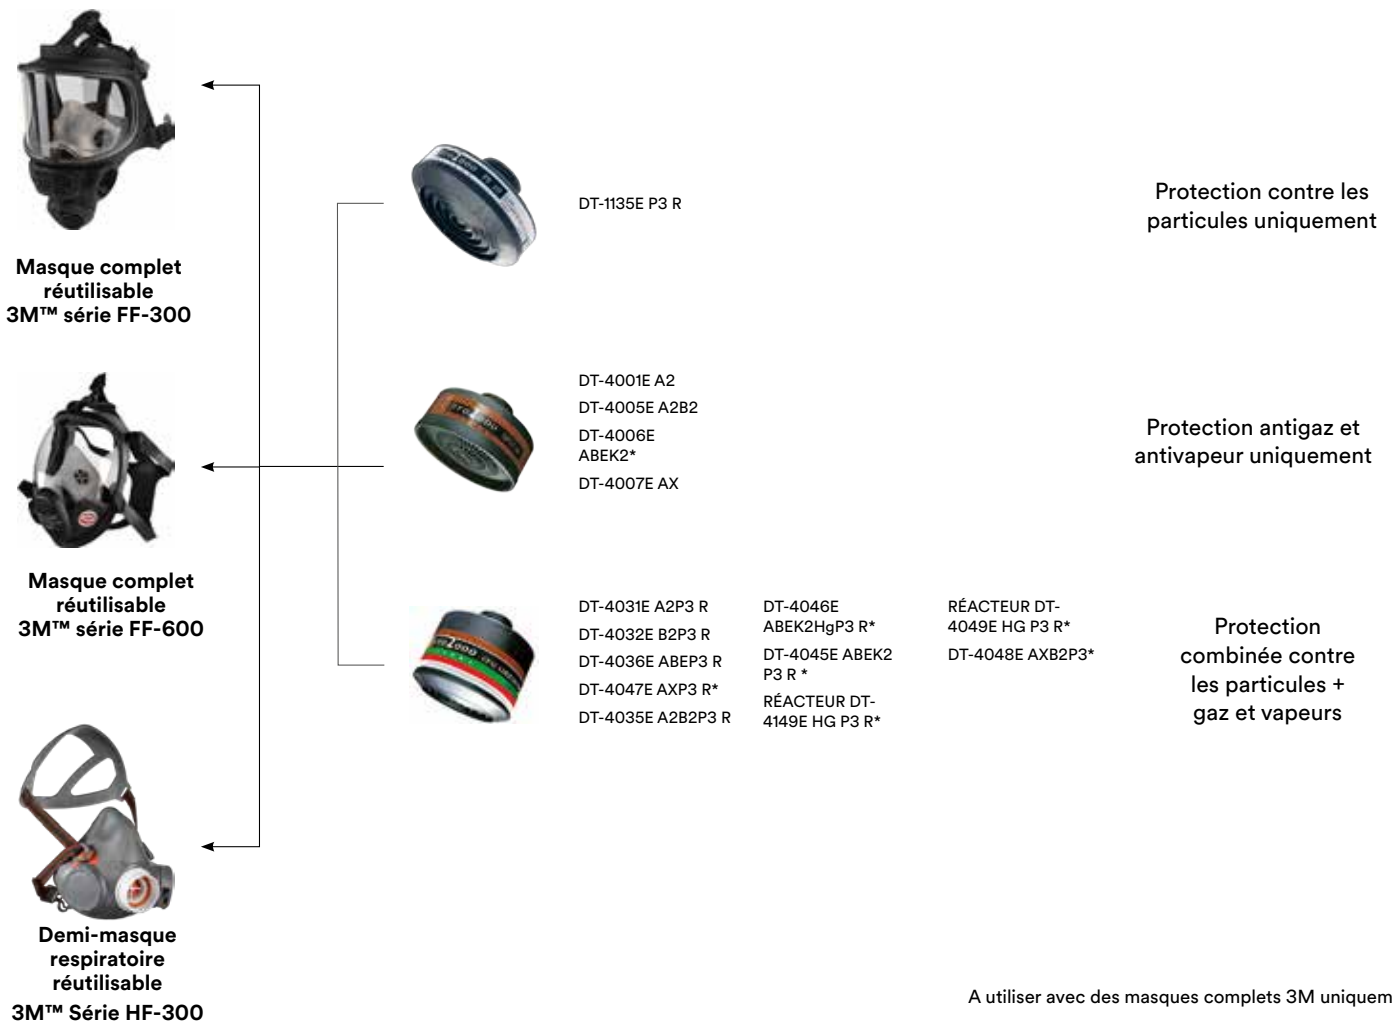 Masque complet
réutilisable
3M™ série FF-300
DT-1135E P3 R
Protection contre les
particules uniquement
Masque complet
réutilisable
3M™ série FF-600
DT-4001E A2
DT-4005E A2B2
DT-4006E
ABEK2*
DT-4007E AX
Protection antigaz et
antivapeur uniquement
DT-4031E A2P3 R
DT-4032E B2P3 R
DT-4036E ABEP3 R
DT-4047E AXP3 R*
DT-4035E A2B2P3 R
DT-4046E
ABEK2HgP3 R*
DT-4045E ABEK2
P3 R *
RÉACTEUR DT-
4149E HG P3 R*
RÉACTEUR DT-
4049E HG P3 R*
DT-4048E AXB2P3*
Protection
combinée contre
les particules +
gaz et vapeurs
Demi-masque
respiratoire
réutilisable
3M™ Série HF-300
A utiliser avec des masques complets 3M uniquem